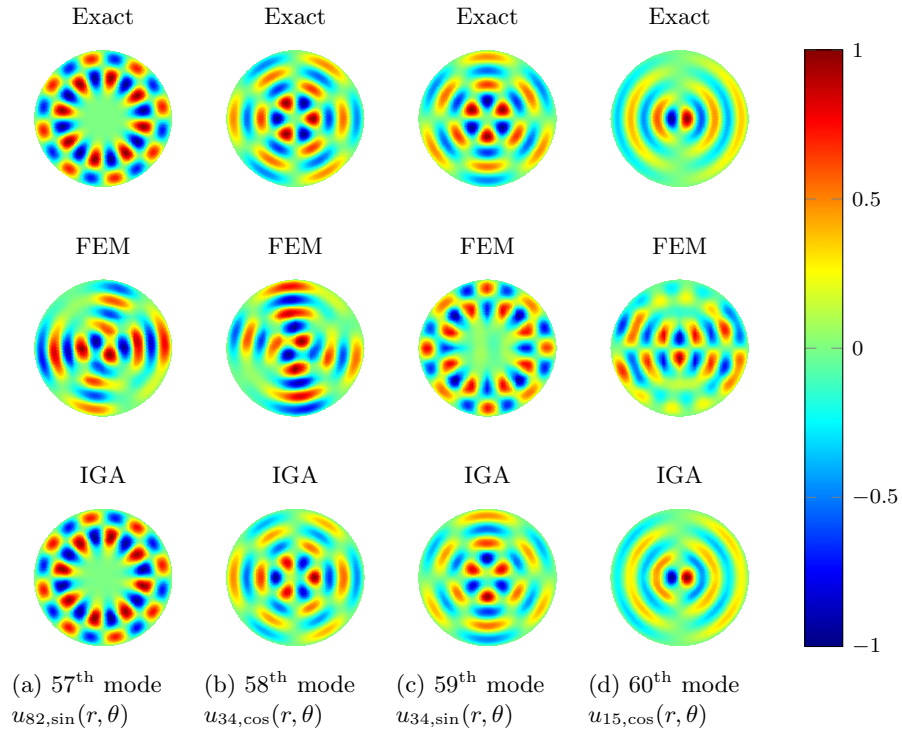 Exact Exact Exact Exact
1
0.5
FEM FEM FEM FEM
0
IGA IGA IGA IGA
−0.5
−1
(a) 57th mode (b) 58th mode (c) 59th mode (d) 60th mode
u82,sin(r, θ) u34,cos(r, θ) u34,sin(r, θ) u15,cos(r, θ)